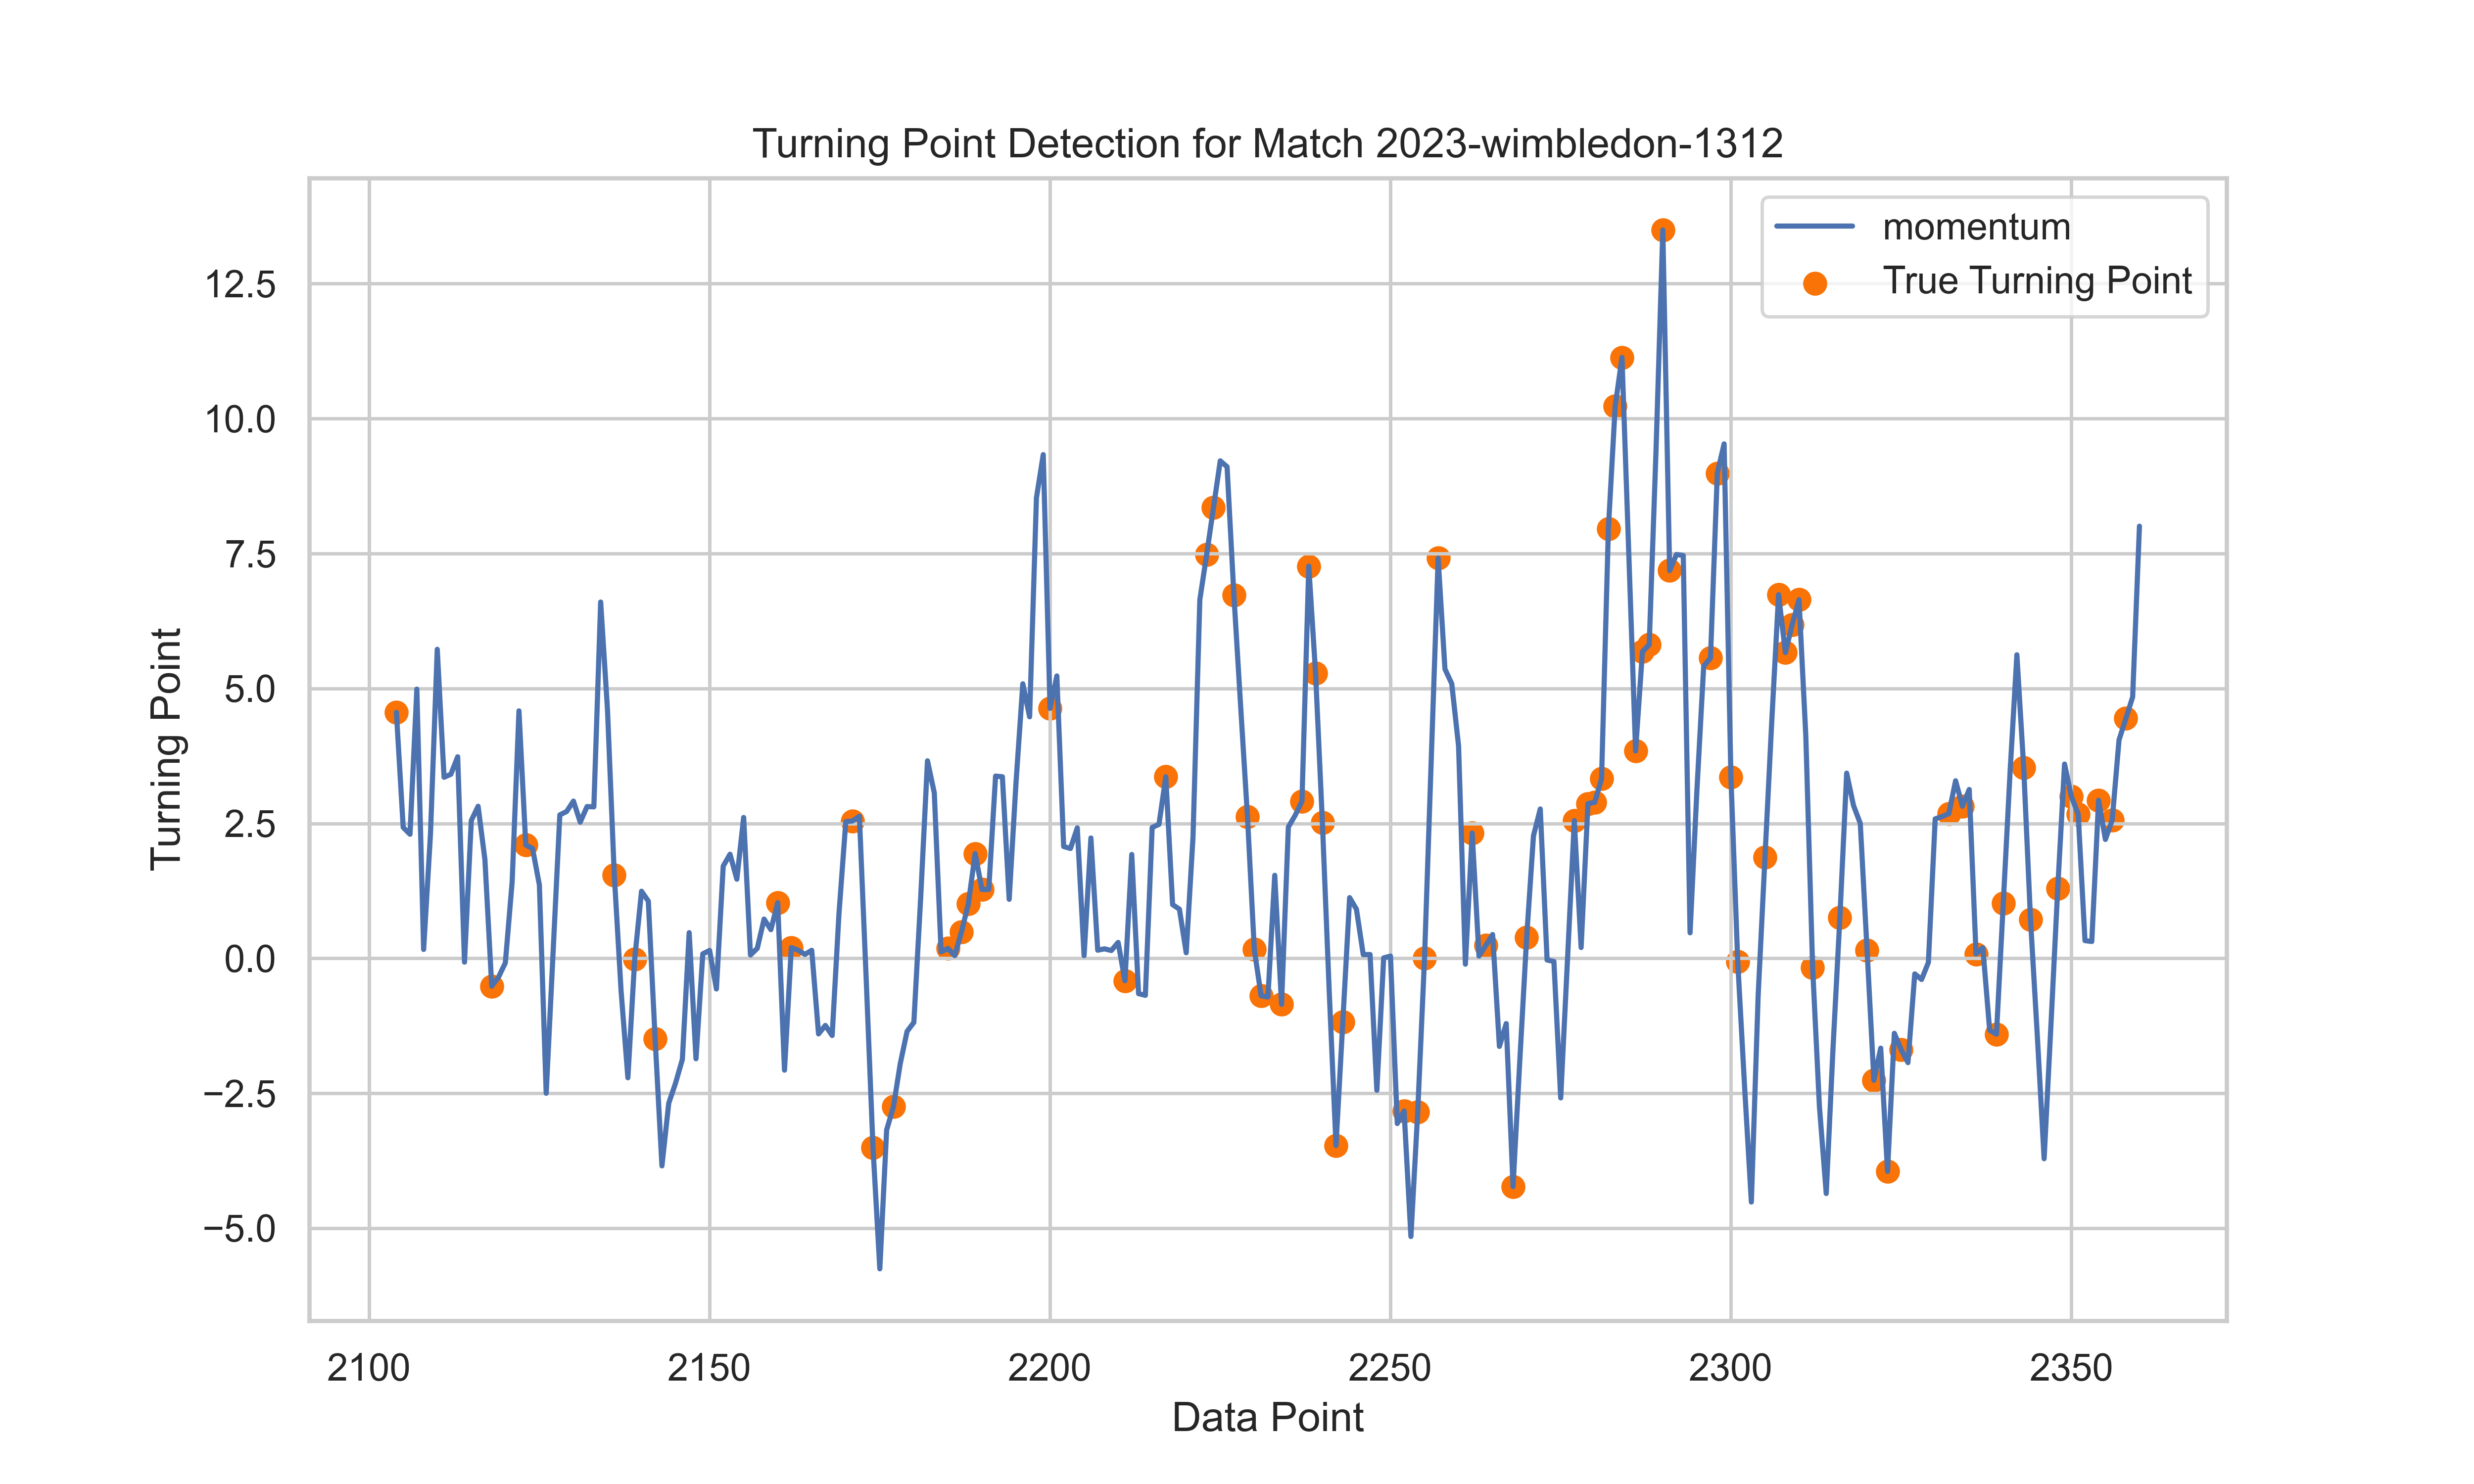 Turning Point Detection for Match 2023-wimbledon-1312
momentum
True Turning Point
12.5
10.0
7.5
5.0
2.5
0.0
−2.5
−5.0
Turning Point
2100 2150 2200 2250 2300 2350
Data Point